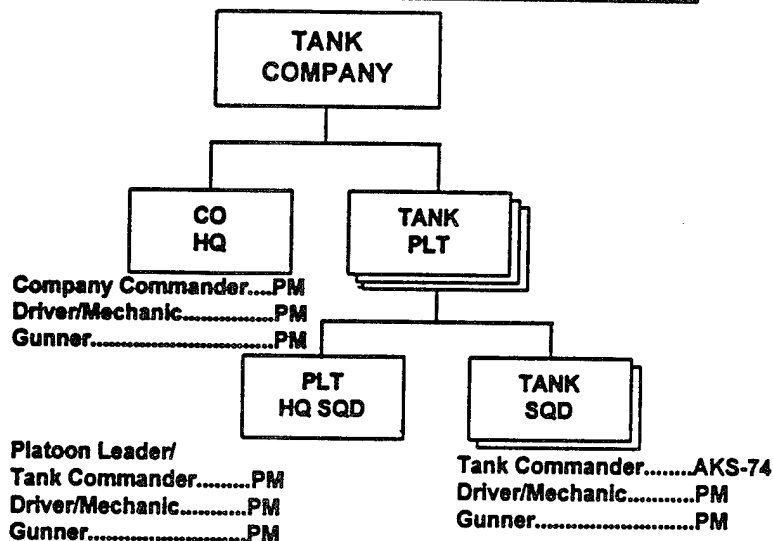 TANK
COMPANY
CO
HQ
TANK
PLT
Company Commander....PM
Driver/Mechanic...............PM
Gunner..............................PM
PLT
HQ SQD
TANK
SQD
Platoon Leader/
Tank Commander.........PM
Driver/Mechanic............PM
Gunner..........................PM
Tank Commander........AKS-74
Driver/Mechanic..............PM
Gunner............................PM